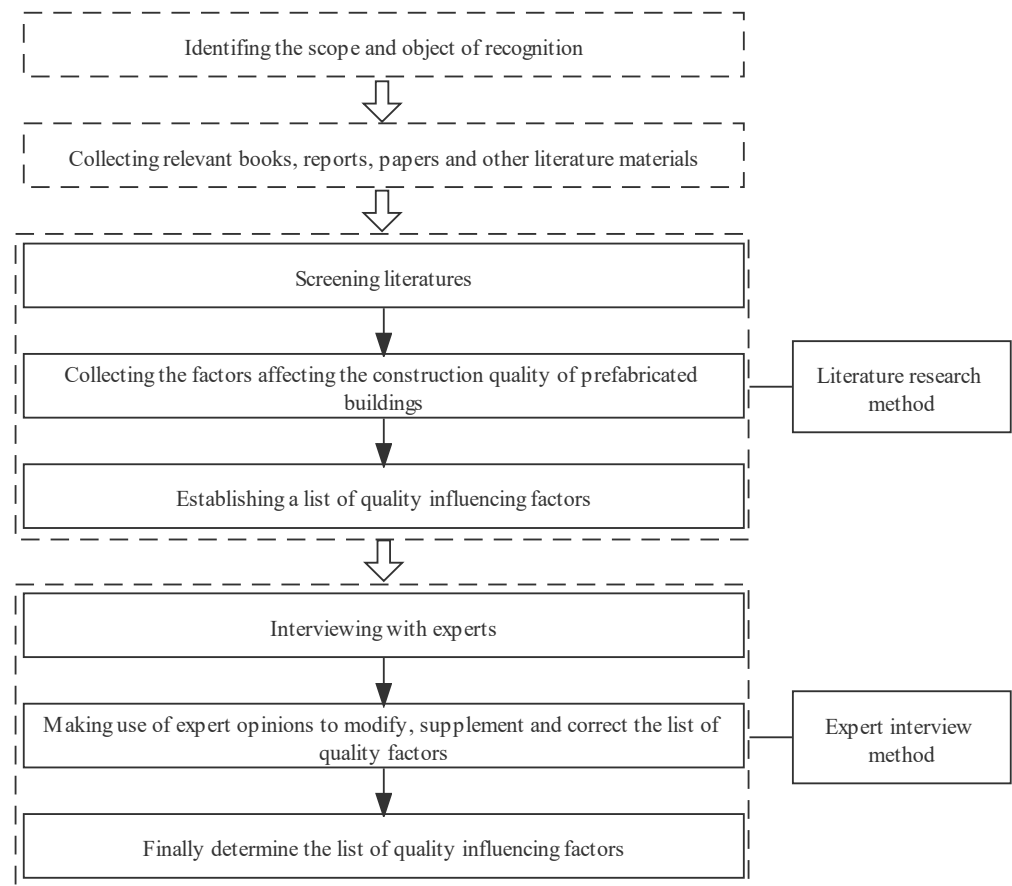 Identifing the scope and object of recognition
Collecting relevant books, reports, papers and other literature materials
Screening literatures
Collecting the factors affecting the construction quality of prefabricated
buildings
Literature research
method
Establishing a list of quality influencing factors
Interviewing with experts
Making use of expert opinions to modify, supplement and correct the list of
quality factors
Expert interview
method
Finally determine the list of quality influencing factors